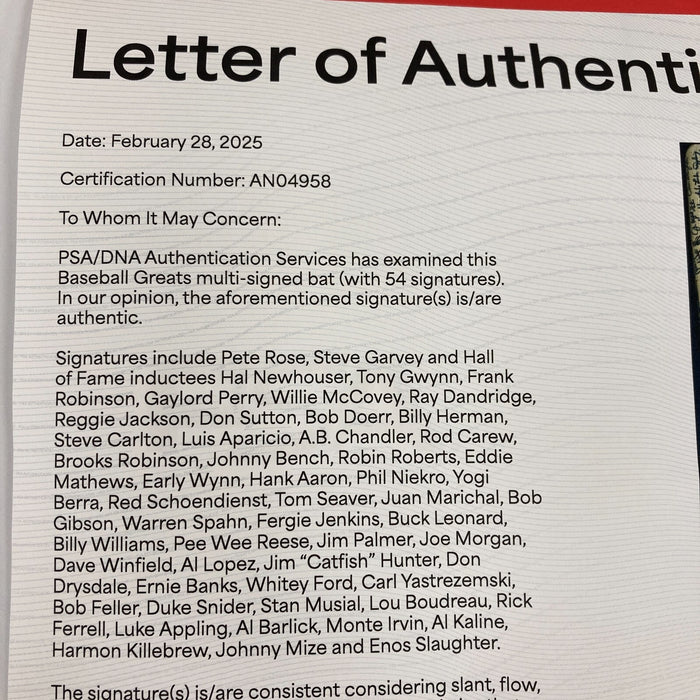 Letter of Authenti
Date: February 28, 2025
Certification Number: AN04958
To Whom It May Concern:
PSA/DNA Authentication Services has examined this
Baseball Greats multi-signed bat (with 54 signatures).
In our opinion, the aforementioned signature(s) is/are
authentic.
Signatures include Pete Rose, Steve Garvey and Hall
of Fame inductees Hal Newhouser, Tony Gwynn, Frank
Robinson, Gaylord Perry, Willie McCovey, Ray Dandridge,
Reggie Jackson, Don Sutton, Bob Doerr, Billy Herman,
Steve Carlton, Luis Aparicio, A.B. Chandler, Rod Carew,
Brooks Robinson, Johnny Bench, Robin Roberts, Eddie
Mathews, Early Wynn, Hank Aaron, Phil Niekro, Yogi
Berra, Red Schoendienst, Tom Seaver, Juan Marichal, Bob
Gibson, Warren Spahn, Fergie Jenkins, Buck Leonard,
Billy Williams, Pee Wee Reese, Jim Palmer, Joe Morgan,
Dave Winfield, Al Lopez, Jim “Catfish” Hunter, Don
Drysdale, Ernie Banks, Whitey Ford, Carl Yastrzemski,
Bob Feller, Duke Snider, Stan Musial, Lou Boudreau, Rick
Ferrell, Luke Appling, Al Barlick, Monte Irvin, Al Kaline,
Harmon Killebrew, Johnny Mize and Enos Slaughter.
The signature(s) is/are consistent considering slant, flow,